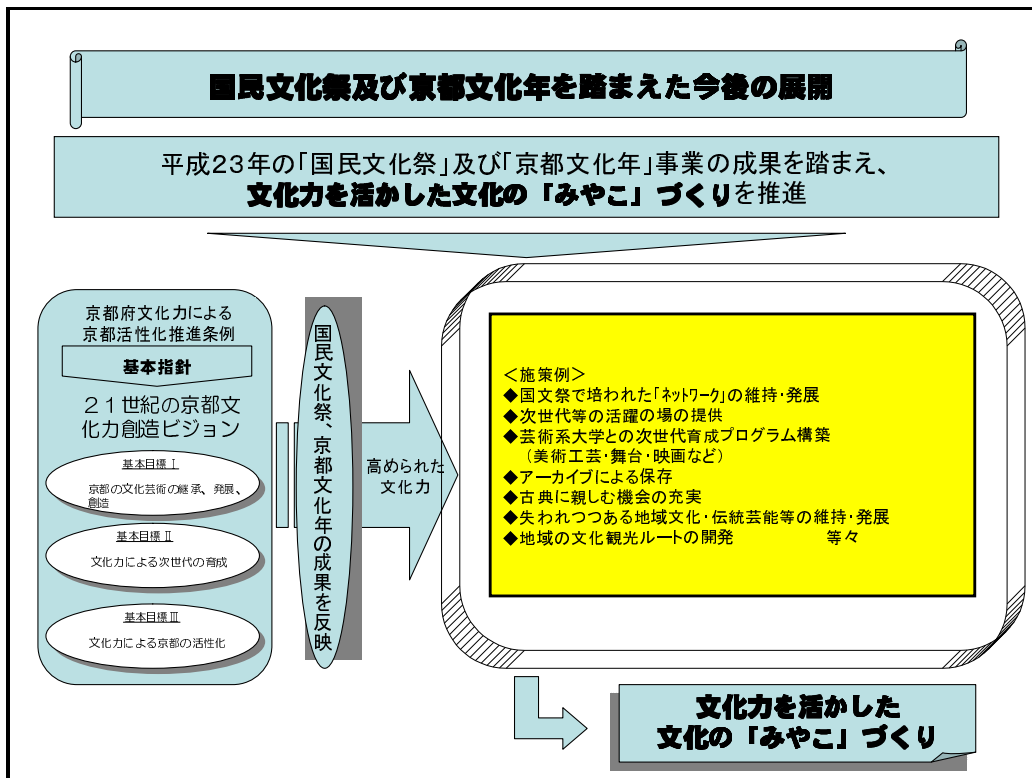 国民文化祭及び京都文化年を踏まえた今後の展開
平成23年の「国民文化祭」及び「京都文化年」事業の成果を踏まえ、
文化力を活かした文化の「みやこ」づくりを推進
京都府文化力による
京都活性化推進条例
基本指針
21世紀の京都文
化力創造ビジョン
基本目標Ⅰ
京都の文化芸術の継承、発展、
創造
基本目標Ⅱ
文化力による次世代の育成
基本目標Ⅲ
文化力による京都の活性化
国民文化祭、京都文化年の成果を反映
高められた
文化力
＜施策例＞
◆国文祭で培われた「ネットワーク」の維持・発展
◆次世代等の活躍の場の提供
◆芸術系大学との次世代育成プログラム構築
（美術工芸・舞台・映画など）
◆アーカイブによる保存
◆古典に親しむ機会の充実
◆失われつつある地域文化・伝統芸能等の維持・発展
◆地域の文化観光ルートの開発　　　　　等々
文化力を活かした
文化の「みやこ」づくり